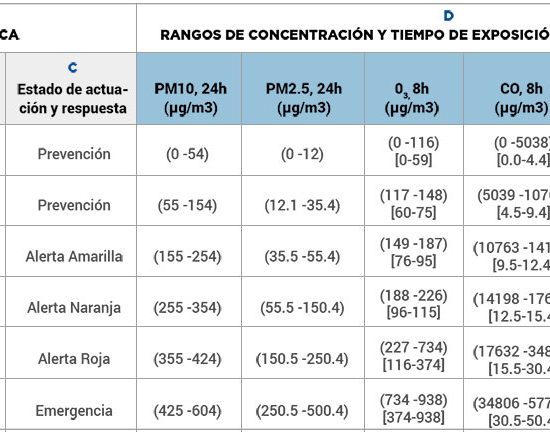 D
CA RANGOS DE CONCENTRACIÓN Y TIEMPO DE EXPOSICIÓ
C
Estado de actua-
ción y respuesta
PM10, 24h
(µg/m3)
PM2.5, 24h
(µg/m3)
03, 8h
(µg/m3)
CO, 8h
(µg/m3)
Prevención (0 -54) (0 -12) (0 -116) (0 -5038)
[0-59] [0.0-4.4]
Prevención (55 -154) (12.1 -35.4) (117 -148) (5039 -107
[60-75] [4.5-9.4]
Alerta Amarilla (155 -254) (35.5 -55.4) (149 -187) (10763 -141
[76-95] [9.5-12.4
Alerta Naranja (255 -354) (55.5 -150.4) (188 -226) (14198 -176
[96-115] [12.5-15.4
Alerta Roja (355 -424) (150.5 -250.4) (227 -734) (17632 -348
[116-374] [15.5-30.4
Emergencia (425 -604) (250.5 -500.4) (734 -938) (34806 -577
[374-938] [30.5-50.4